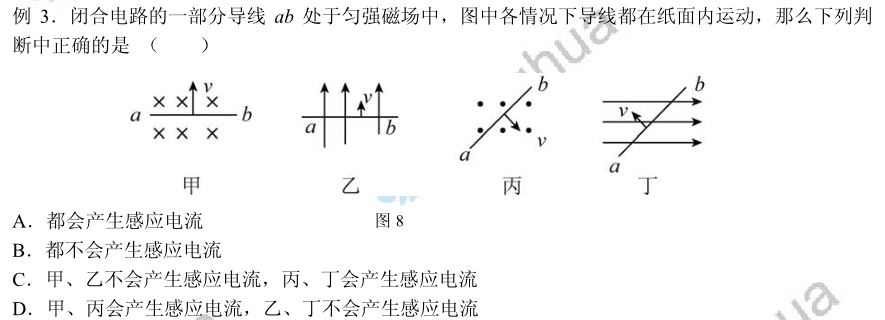 例 3．闭合电路的一部分导线 ab 处于匀强磁场中，图中各情况下导线都在纸面内运动，那么下列判
断中正确的是 （ ）
a v b
a v b
a b v
a v b
甲 乙 丙 丁
图 8
A．都会产生感应电流
B．都不会产生感应电流
C．甲、乙不会产生感应电流，丙、丁会产生感应电流
D．甲、丙会产生感应电流，乙、丁不会产生感应电流